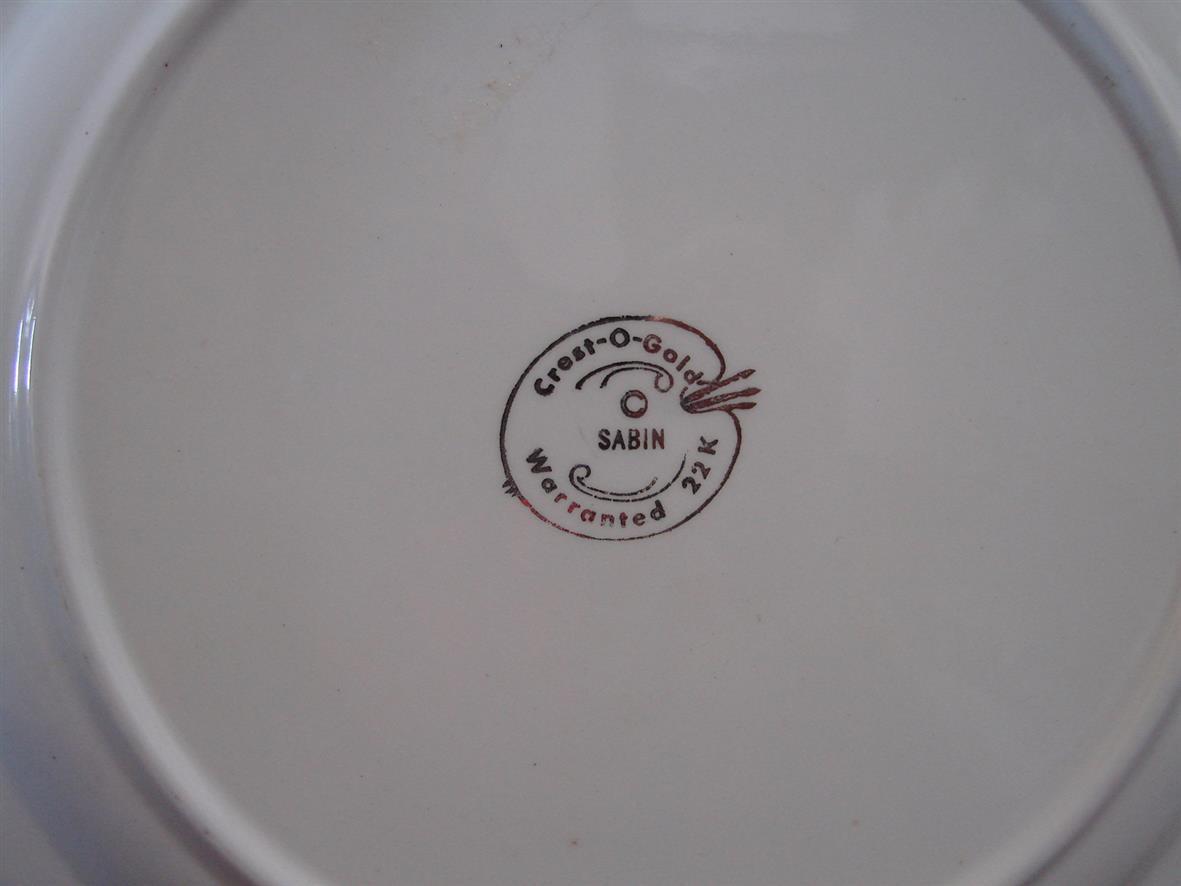 Crest-O-Gold
©
SABIN
Warranted 22K